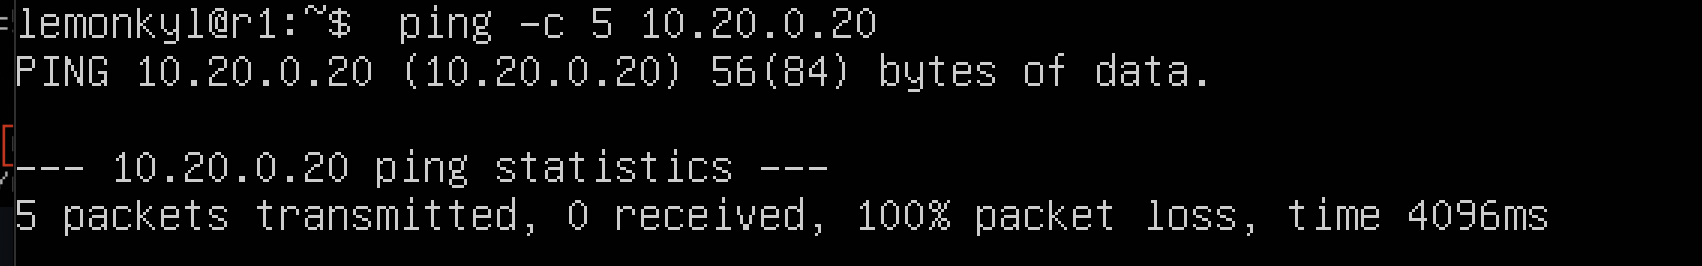 lemonkyl@r1:~$  ping -c 5 10.20.0.20
PING 10.20.0.20 (10.20.0.20) 56(84) bytes of data.

--- 10.20.0.20 ping statistics ---
5 packets transmitted, 0 received, 100% packet loss, time 4096ms